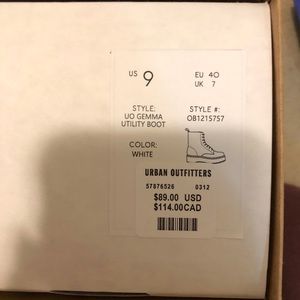 US 9 EU 40
UK 7
STYLE: STYLE #:
UO GEMMA OB1215757
UTILITY BOOT
COLOR:
WHITE
URBAN OUTFITTERS
57876526 0312
$89.00 USD
$114.00CAD